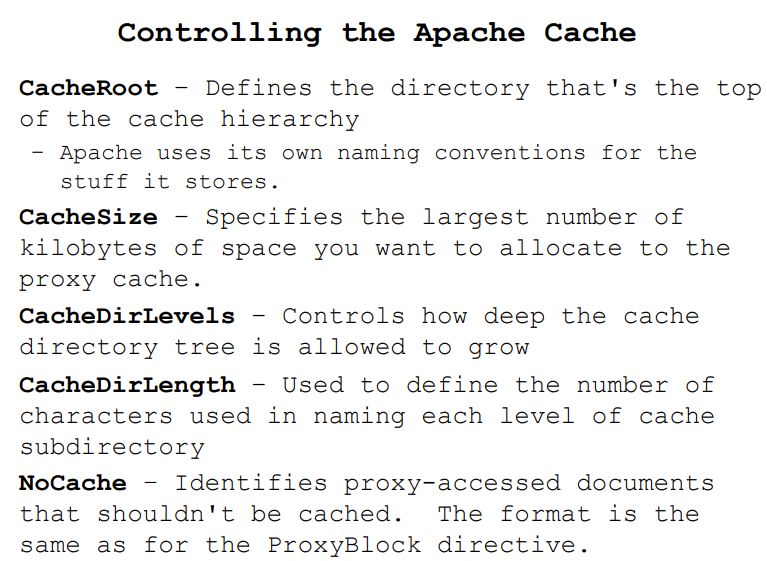 Controlling the Apache Cache
CacheRoot – Defines the directory that's the top
of the cache hierarchy
– Apache uses its own naming conventions for the
stuff it stores.
CacheSize – Specifies the largest number of
kilobytes of space you want to allocate to the
proxy cache.
CacheDirLevels – Controls how deep the cache
directory tree is allowed to grow
CacheDirLength – Used to define the number of
characters used in naming each level of cache
subdirectory
NoCache – Identifies proxy-accessed documents
that shouldn't be cached.  The format is the
same as for the ProxyBlock directive.